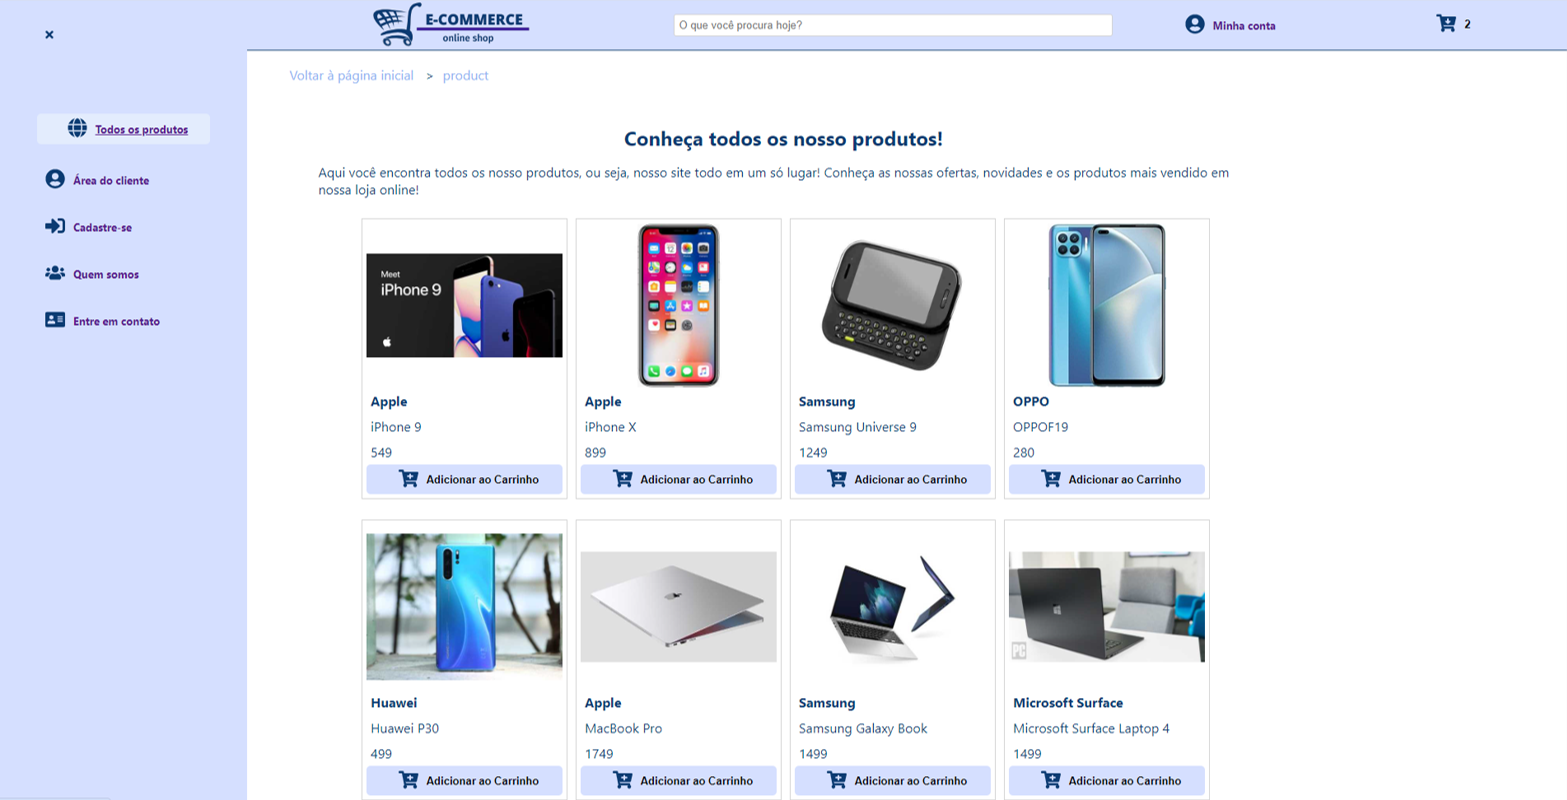 E-COMMERCE
online shop
O que você procura hoje?
Minha conta
2
Todos os produtos
Área do cliente
Cadastre-se
Quem somos
Entre em contato
Voltar à página inicial > product
Conheça todos os nosso produtos!
Aqui você encontra todos os nosso produtos, ou seja, nosso site todo em um só lugar! Conheça as nossas ofertas, novidades e os produtos mais vendido em
nossa loja online!
Meet
iPhone 9
Apple
iPhone 9
549
Adicionar ao Carrinho
Apple
iPhone X
899
Adicionar ao Carrinho
Samsung
Samsung Universe 9
1249
Adicionar ao Carrinho
OPPO
OPPOF19
280
Adicionar ao Carrinho
Huawei
Huawei P30
499
Adicionar ao Carrinho
Apple
MacBook Pro
1749
Adicionar ao Carrinho
Samsung
Samsung Galaxy Book
1499
Adicionar ao Carrinho
PC
Microsoft Surface
Microsoft Surface Laptop 4
1499
Adicionar ao Carrinho